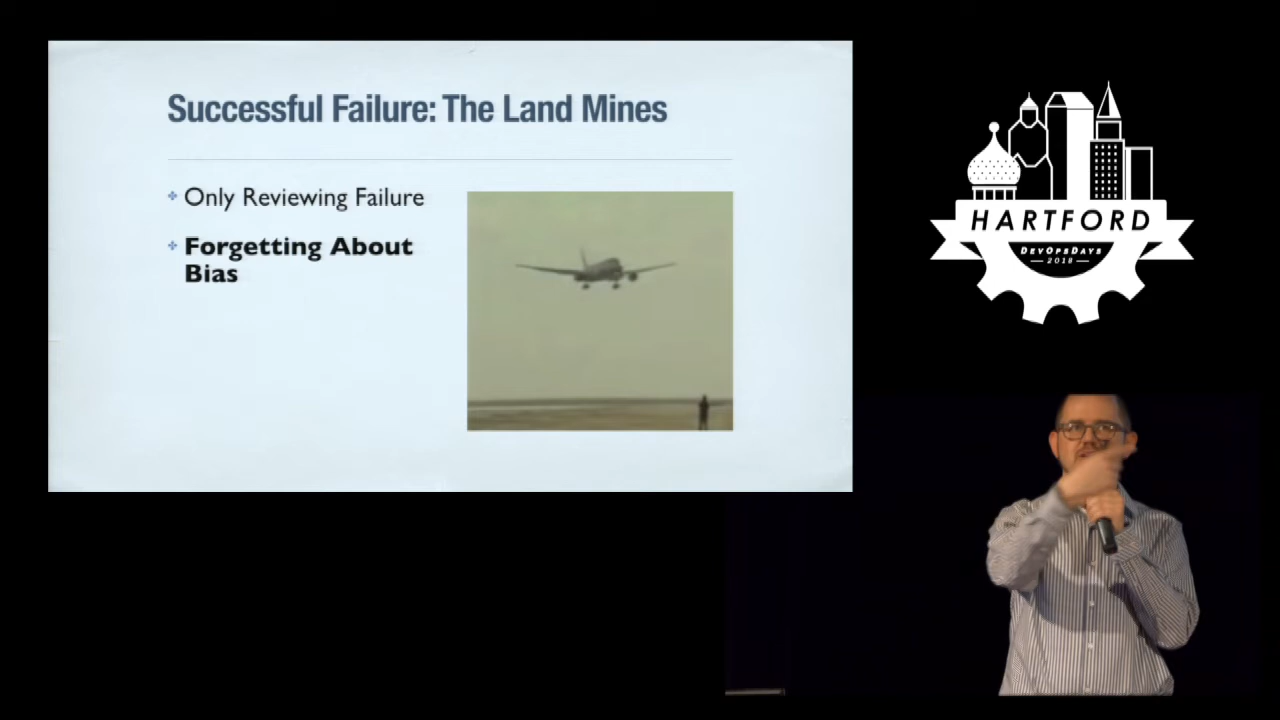 Successful Failure: The Land Mines
Only Reviewing Failure
Forgetting About
Bias
HARTFORD
DEVOPSDAYS
2018